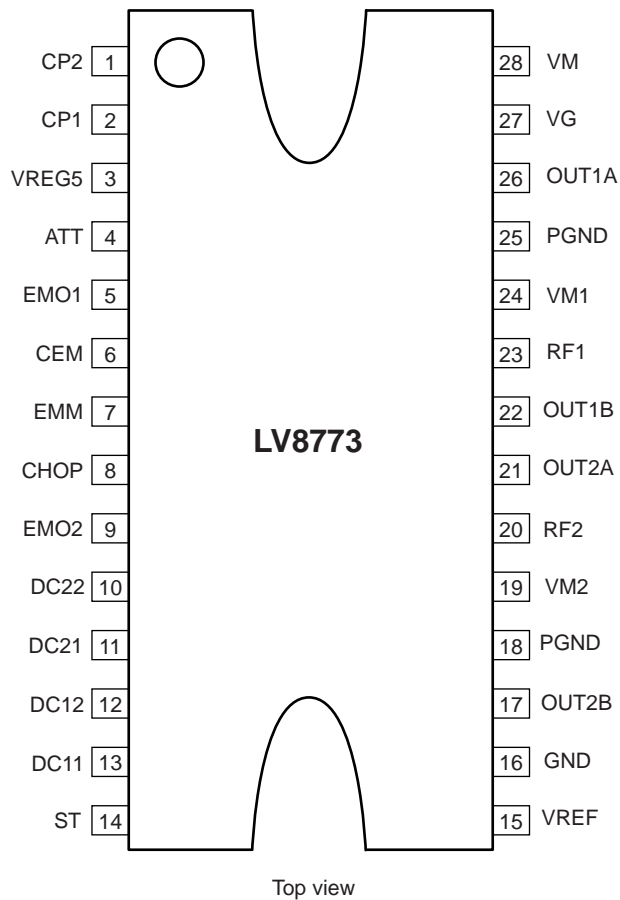 CP2 1 28 VM
CP1 2 27 VG
VREG5 3 26 OUT1A
ATT 4 25 PGND
EMO1 5 24 VM1
CEM 6 23 RF1
EMM 7 22 OUT1B
LV8773
CHOP 8 21 OUT2A
EMO2 9 20 RF2
DC22 10 19 VM2
DC21 11 18 PGND
DC12 12 17 OUT2B
DC11 13 16 GND
ST 14 15 VREF
Top view